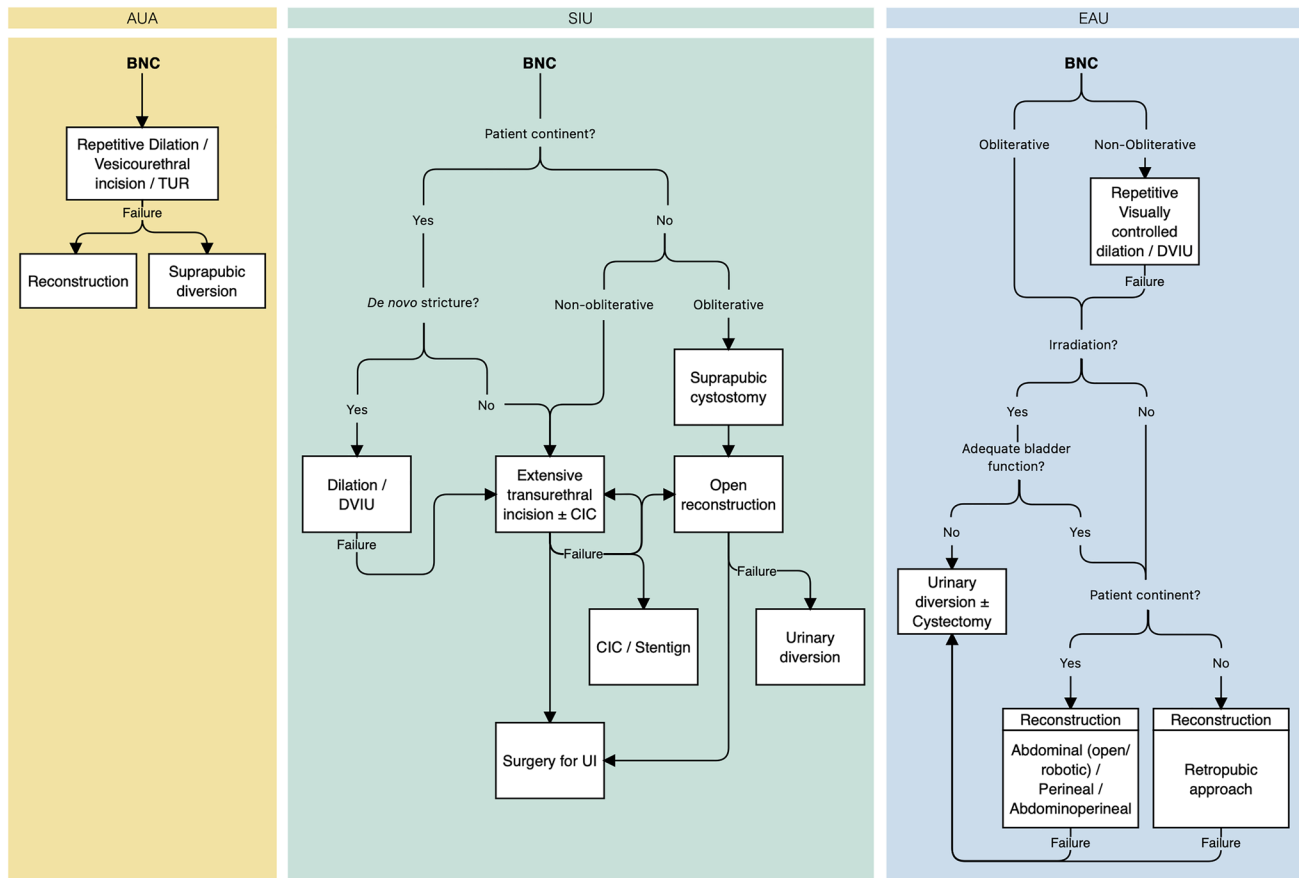 AUA
BNC
Repetitive Dilation /
Vesicourethral
incision / TUR
Failure
Reconstruction
Suprapubic
diversion
SIU
BNC
Patient continent?
Yes
No
De novo stricture?
Non-obliterative
Obliterative
Suprapubic
cystostomy
Yes
No
Dilation /
DVIU
Extensive
transurethral
incision ± CIC
Open
reconstruction
Failure
Failure
Failure
CIC / Stentign
Urinary
diversion
Surgery for UI
EAU
BNC
Obliterative
Non-Obliterative
Repetitive
Visually
controlled
dilation / DVIU
Failure
Irradiation?
Yes
No
Adequate bladder
function?
No
Yes
Urinary
diversion ±
Cystectomy
Patient continent?
Yes
No
Reconstruction
Abdominal (open/
robotic) /
Perineal /
Abdominoperineal
Reconstruction
Retropubic
approach
Failure
Failure